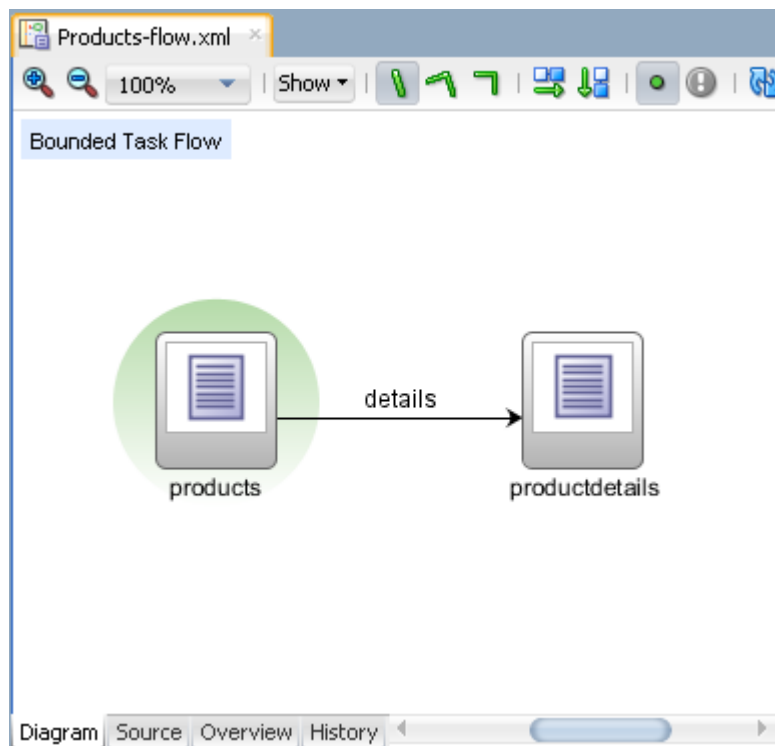 Products-flow.xml
100% Show
Bounded Task Flow
details
products
productdetails
Diagram Source Overview History